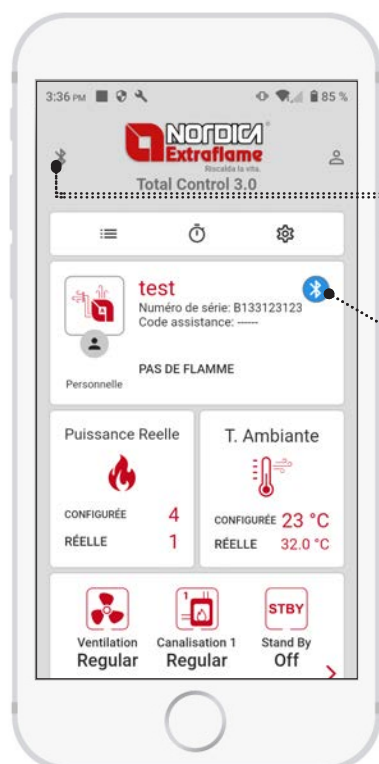 3:36 PM 85 %
NORDICA
Extraflame
Riscalda la vita.
Total Control 3.0
test
Numéro de série: B133123123
Code assistance: ------
Personnelle
PAS DE FLAMME
Puissance Reelle
CONFIGURÉE 4
RÉELLE 1
T. Ambiante
CONFIGURÉE 23 °C
RÉELLE 32.0 °C
Ventilation
Regular
1
Canalisation 1
Regular
STBY
Stand By
Off